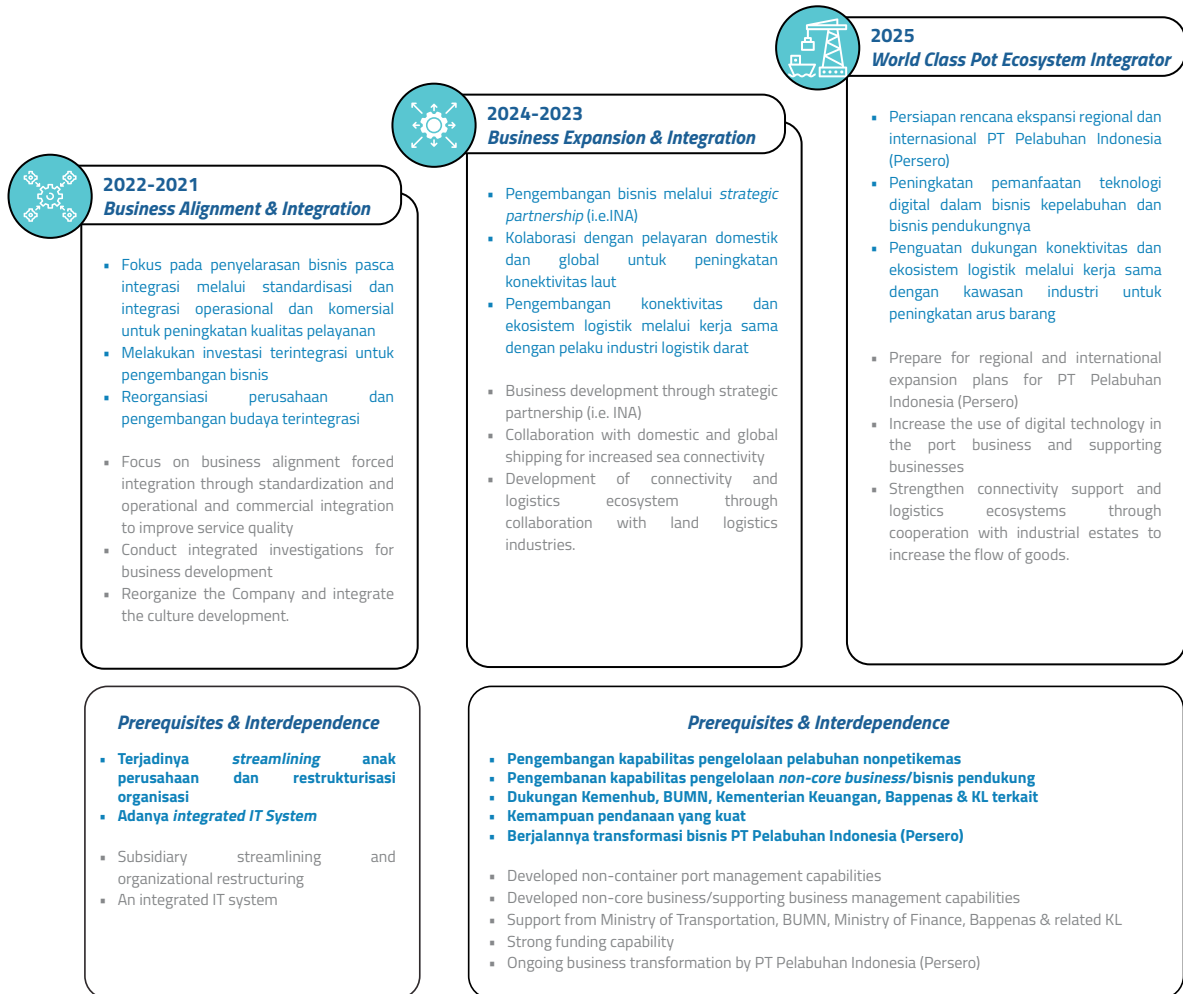 2022-2021
Business Alignment & Integration
Fokus pada penyelarasan bisnis pasca
integrasi melalui standardisasi dan
integrasi operasional dan komersial
untuk peningkatan kualitas pelayanan
Melakukan investasi terintegrasi untuk
pengembangan bisnis
Reorgansiasi perusahaan dan
pengembangan budaya terintegrasi
Focus on business alignment forced
integration through standardization and
operational and commercial integration
to improve service quality
Conduct integrated investigations for
business development
Reorganize the Company and integrate
the culture development.
2024-2023
Business Expansion & Integration
Pengembangan bisnis melalui strategic
partnership (i.e.INA)
Kolaborasi dengan pelayaran domestik
dan global untuk peningkatan
konektivitas laut
Pengembangan konektivitas dan
ekosistem logistik melalui kerja sama
dengan pelaku industri logistik darat
Business development through strategic
partnership (i.e. INA)
Collaboration with domestic and global
shipping for increased sea connectivity
Development of connectivity and
logistics ecosystem through
collaboration with land logistics
industries.
2025
World Class Pot Ecosystem Integrator
Persiapan rencana ekspansi regional dan
internasional PT Pelabuhan Indonesia
(Persero)
Peningkatan pemanfaatan teknologi
digital dalam bisnis kepelabuhan dan
bisnis pendukungnya
Penguatan dukungan konektivitas dan
ekosistem logistik melalui kerja sama
dengan kawasan industri untuk
peningkatan arus barang
Prepare for regional and international
expansion plans for PT Pelabuhan
Indonesia (Persero)
Increase the use of digital technology in
the port business and supporting
businesses
Strengthen connectivity support and
logistics ecosystems through
cooperation with industrial estates to
increase the flow of goods.
Prerequisites & Interdependence
Terjadinya streamlining anak
perusahaan dan restrukturisasi
organisasi
Adanya integrated IT System
Subsidiary streamlining and
organizational restructuring
An integrated IT system
Prerequisites & Interdependence
Pengembangan kapabilitas pengelolaan pelabuhan nonpetikemas
Pengembanan kapabilitas pengelolaan non-core business/bisnis pendukung
Dukungan Kemenhub, BUMN, Kementerian Keuangan, Bappenas & KL terkait
Kemampuan pendanaan yang kuat
Berjalannya transformasi bisnis PT Pelabuhan Indonesia (Persero)
Developed non-container port management capabilities
Developed non-core business/supporting business management capabilities
Support from Ministry of Transportation, BUMN, Ministry of Finance, Bappenas & related KL
Strong funding capability
Ongoing business transformation by PT Pelabuhan Indonesia (Persero)